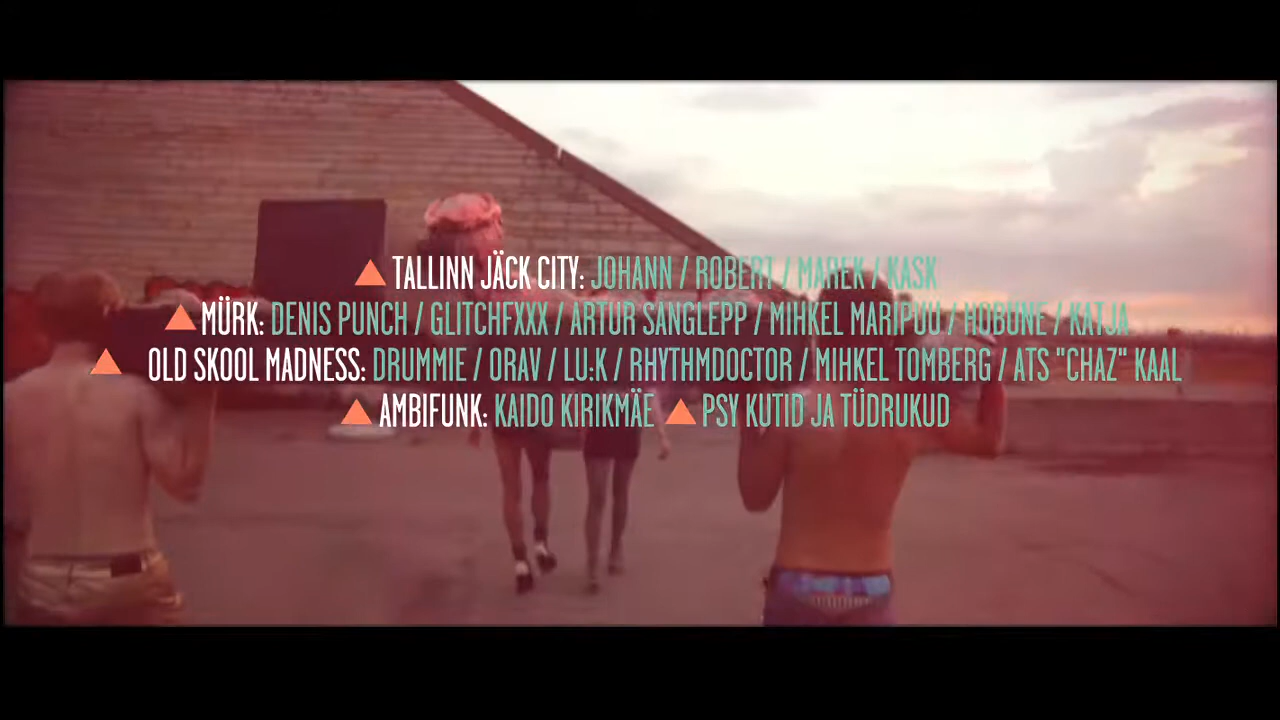 ▲ TALLINN JÄCK CITY: JOHANN / ROBERT / MAREK / KASK
▲ MÜRK: DENIS PUNCH / GLITCHFXXX / ARTUR SANGLEPP / MIHKEL MARIPUU / HOBUNE / KATJA
▲ OLD SKOOL MADNESS: DRUMMIE / ORAV / LU:K / RHYTHMDOCTOR / MIHKEL TOMBERG / ATS "CHAZ" KAAL
▲ AMBIFUNK: KAIDO KIRIKMÄE ▲ PSY KUTID JA TÜDRUKUD